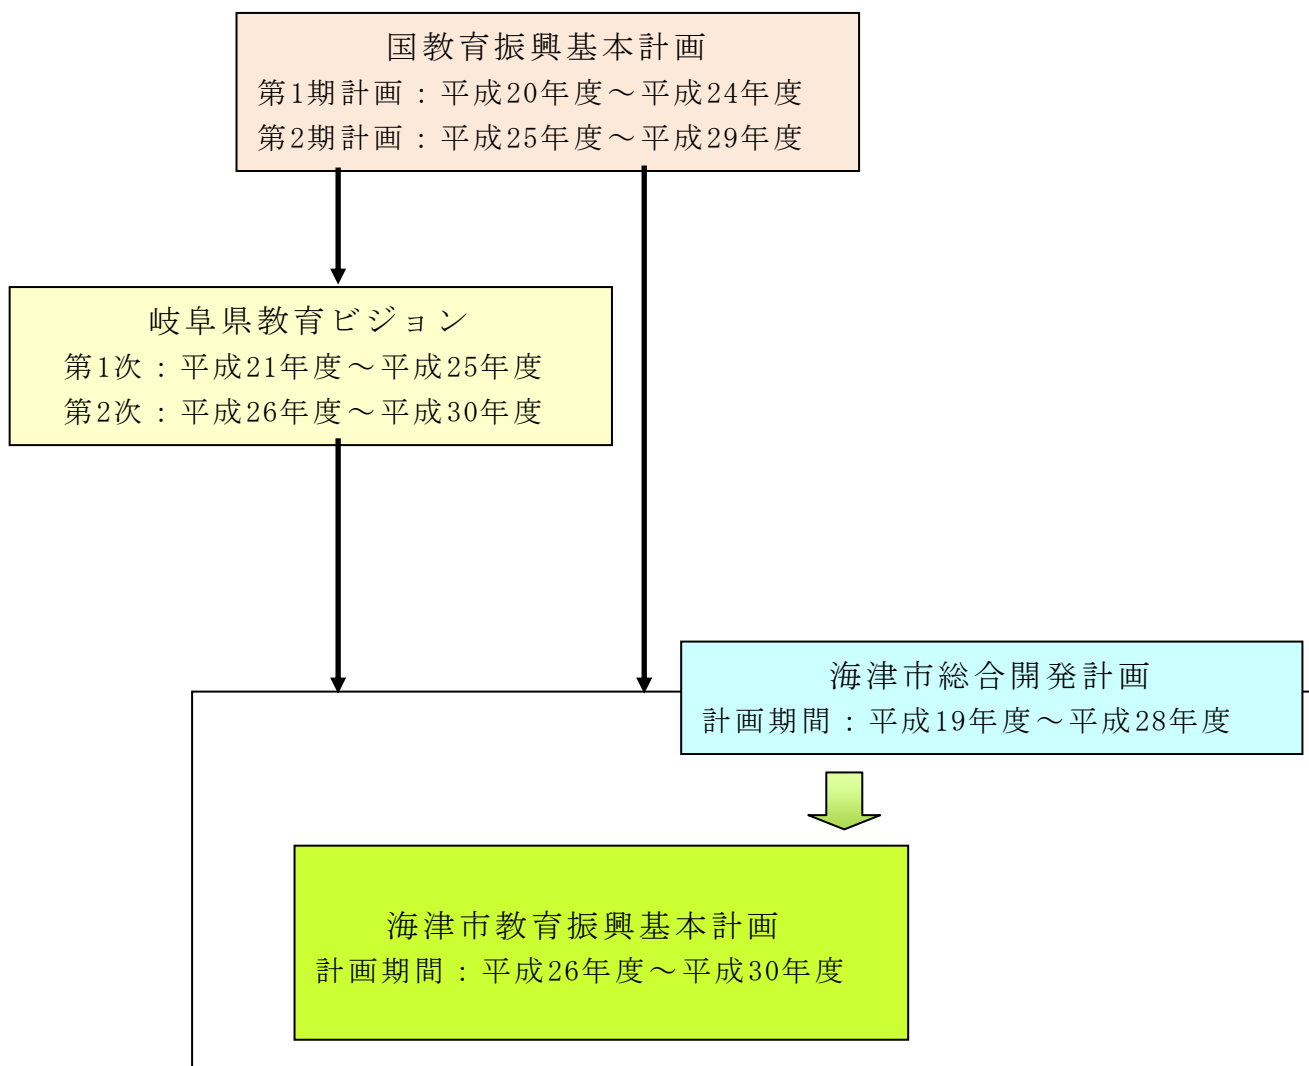 国教育振興基本計画
第1期計画：平成20年度～平成24年度
第2期計画：平成25年度～平成29年度
岐阜県教育ビジョン
第1次：平成21年度～平成25年度
第2次：平成26年度～平成30年度
海津市総合開発計画
計画期間：平成19年度～平成28年度
海津市教育振興基本計画
計画期間：平成26年度～平成30年度